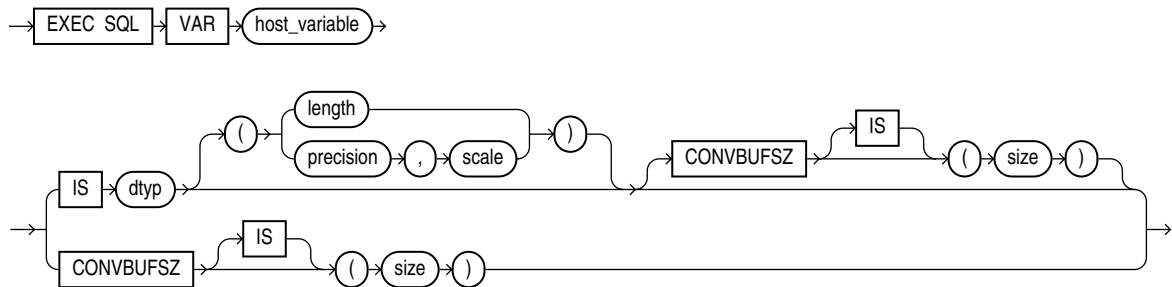 EXEC SQL VAR host_variable
length
( )
precision , scale
IS
CONVBUFSZ ( size )
IS dtyp
IS
CONVBUFSZ ( size )